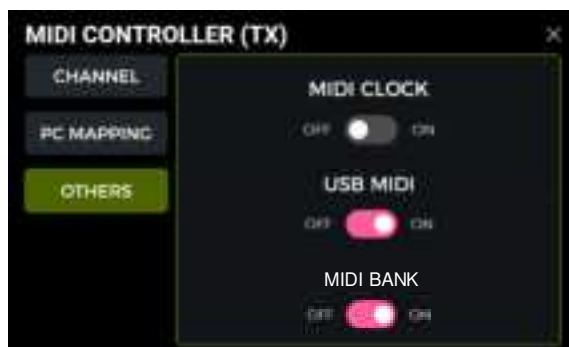 MIDI CONTROLLER (TX) ×
CHANNEL
MIDI CLOCK
PC MAPPING
OFF ON
OTHERS
USB MIDI
OFF ON
MIDI BANK
OFF ON